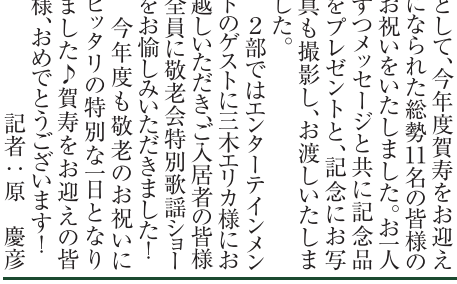 として、今年度賀寿をお迎え
になられた総勢11名の皆様の
お祝いをいたしました。お一人
ずつメッセージと共に記念品
をプレゼントと、記念にお写
真も撮影し、お渡しいたしま
した。
２部ではエンターテインメン
トのゲストに三木エリカ様にお
越しいただき、ご入居者の皆様
全員に敬老会特別歌謡ショー
をお愉しみいただきました！
今年度も敬老のお祝いに
ピッタリの特別な一日となり
ました♪賀寿をお迎えの皆
様、おめでとうございます！
記者：原　慶彦